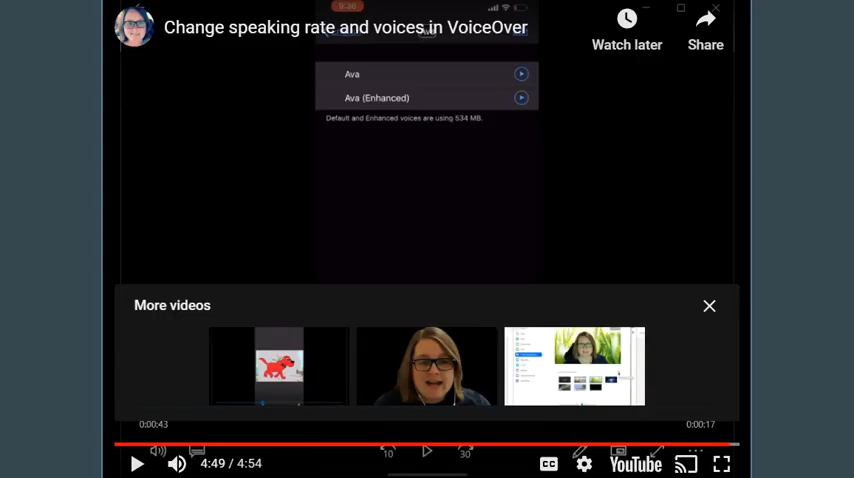 9:36
Change speaking rate and voices in VoiceOver
Watch later
Share
Ava
Ava (Enhanced)
Default and Enhanced voices are using 534 MB.
More videos
0:00:43
0:00:17
10
30
4:49 / 4:54
CC
YouTube